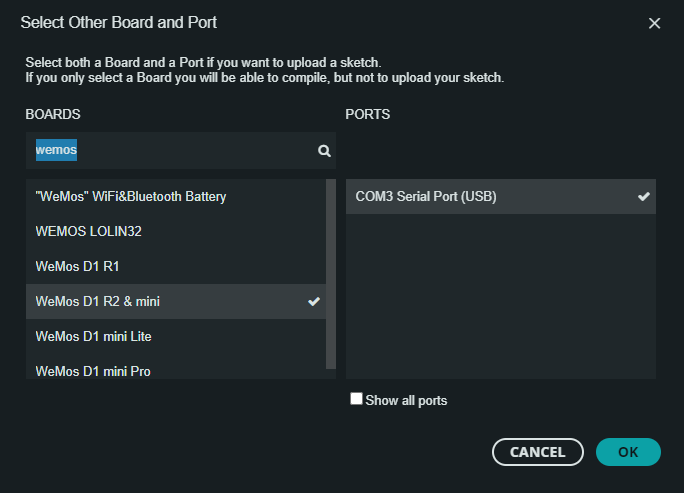 Select Other Board and Port
Select both a Board and a Port if you want to upload a sketch.
If you only select a Board you will be able to compile, but not to upload your sketch.
BOARDS
wemos
"WeMos" WiFi&Bluetooth Battery
WEMOS LOLIN32
WeMos D1 R1
WeMos D1 R2 & mini
WeMos D1 mini Lite
WeMos D1 mini Pro
PORTS
COM3 Serial Port (USB)
Show all ports
CANCEL
OK